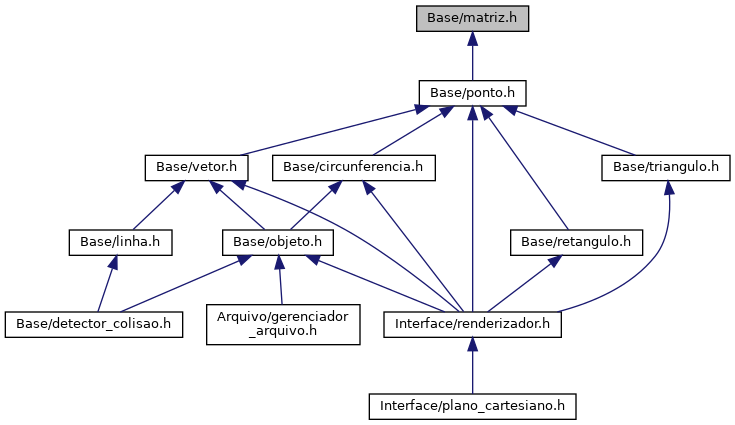 Base/matriz.h
Base/ponto.h
Base/vetor.h
Base/circunferencia.h
Base/triangulo.h
Base/linha.h
Base/objeto.h
Base/retangulo.h
Base/detector_colisao.h
Arquivo/gerenciador
_arquivo.h
Interface/renderizador.h
Interface/plano_cartesiano.h